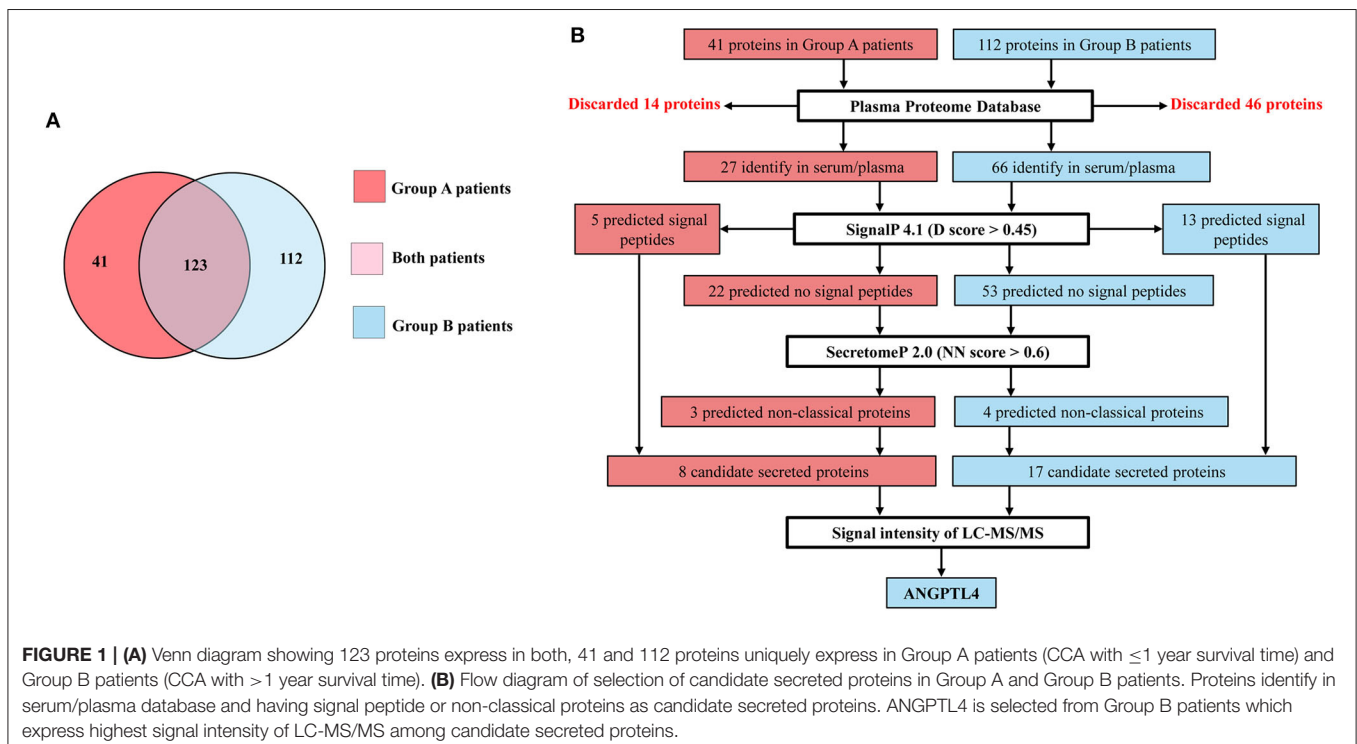 A
41
123
112
Group A patients
Both patients
Group B patients
B
41 proteins in Group A patients
112 proteins in Group B patients
Discarded 14 proteins
Plasma Proteome Database
Discarded 46 proteins
27 identify in serum/plasma
66 identify in serum/plasma
5 predicted signal
peptides
SignalP 4.1 (D score > 0.45)
13 predicted signal
peptides
22 predicted no signal peptides
53 predicted no signal peptides
SecretomeP 2.0 (NN score > 0.6)
3 predicted non-classical proteins
4 predicted non-classical proteins
8 candidate secreted proteins
17 candidate secreted proteins
Signal intensity of LC-MS/MS
ANGPTL4
FIGURE 1 | (A) Venn diagram showing 123 proteins express in both, 41 and 112 proteins uniquely express in Group A patients (CCA with ≤1 year survival time) and
Group B patients (CCA with >1 year survival time). (B) Flow diagram of selection of candidate secreted proteins in Group A and Group B patients. Proteins identify in
serum/plasma database and having signal peptide or non-classical proteins as candidate secreted proteins. ANGPTL4 is selected from Group B patients which
express highest signal intensity of LC-MS/MS among candidate secreted proteins.